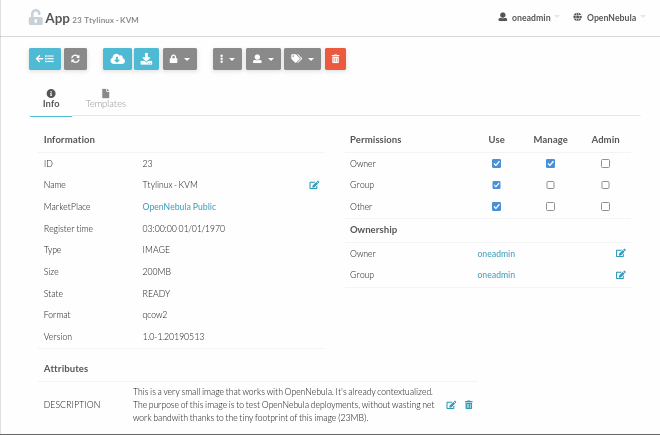 App 23 Ttylinux - KVM
oneadmin OpenNebula
Info Templates
Information
ID 23
Name Ttylinux - KVM
MarketPlace OpenNebula Public
Register time 03:00:00 01/01/1970
Type IMAGE
Size 200MB
State READY
Format qcow2
Version 1.0-1.20190513
Permissions Use Manage Admin
Owner
Group
Other
Ownership
Owner oneadmin
Group oneadmin
Attributes
This is a very small image that works with OpenNebula. It's already contextualized.
DESCRIPTION The purpose of this image is to test OpenNebula deployments, without wasting net
work bandwith thanks to the tiny footprint of this image (23MB).